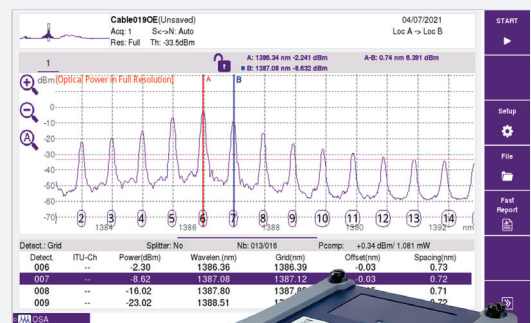 Cable019OE(Unsaved) 04/07/2021
Acq: 1 S<->N: Auto Loc A -> Loc B
Res: Full Th: -33.5dBm
START
1 A: 1386.34 nm -2.241 dBm A-B: 0.74 nm 6.391 dBm
B: 1387.08 nm -8.632 dBm
dBm (Optical Power in Full Resolution) A B
0
-10
-20
-30
-40
-50
-60
-70
2 3 4 5 6 7 8 9 10 11 12 13 14
1384 1386 1388 1390 1392 nm
Setup
File
Fast
Report
Detect.: Grid Splitter: No Nb: 013/016 Pcomp: +0.34 dBm/ 1.081 mW
Detect. ITU-Ch Power(dBm) Wavelen.(nm) Grid(nm) Offset(nm) Spacing(nm)
006 -- -2.30 1386.36 1386.39 -0.03 0.73
007 -- -8.62 1387.08 1387.12 -0.03 0.72
008 -- -16.02 1387.80 0.71
009 -- -23.02 1388.51 0.72
OSA